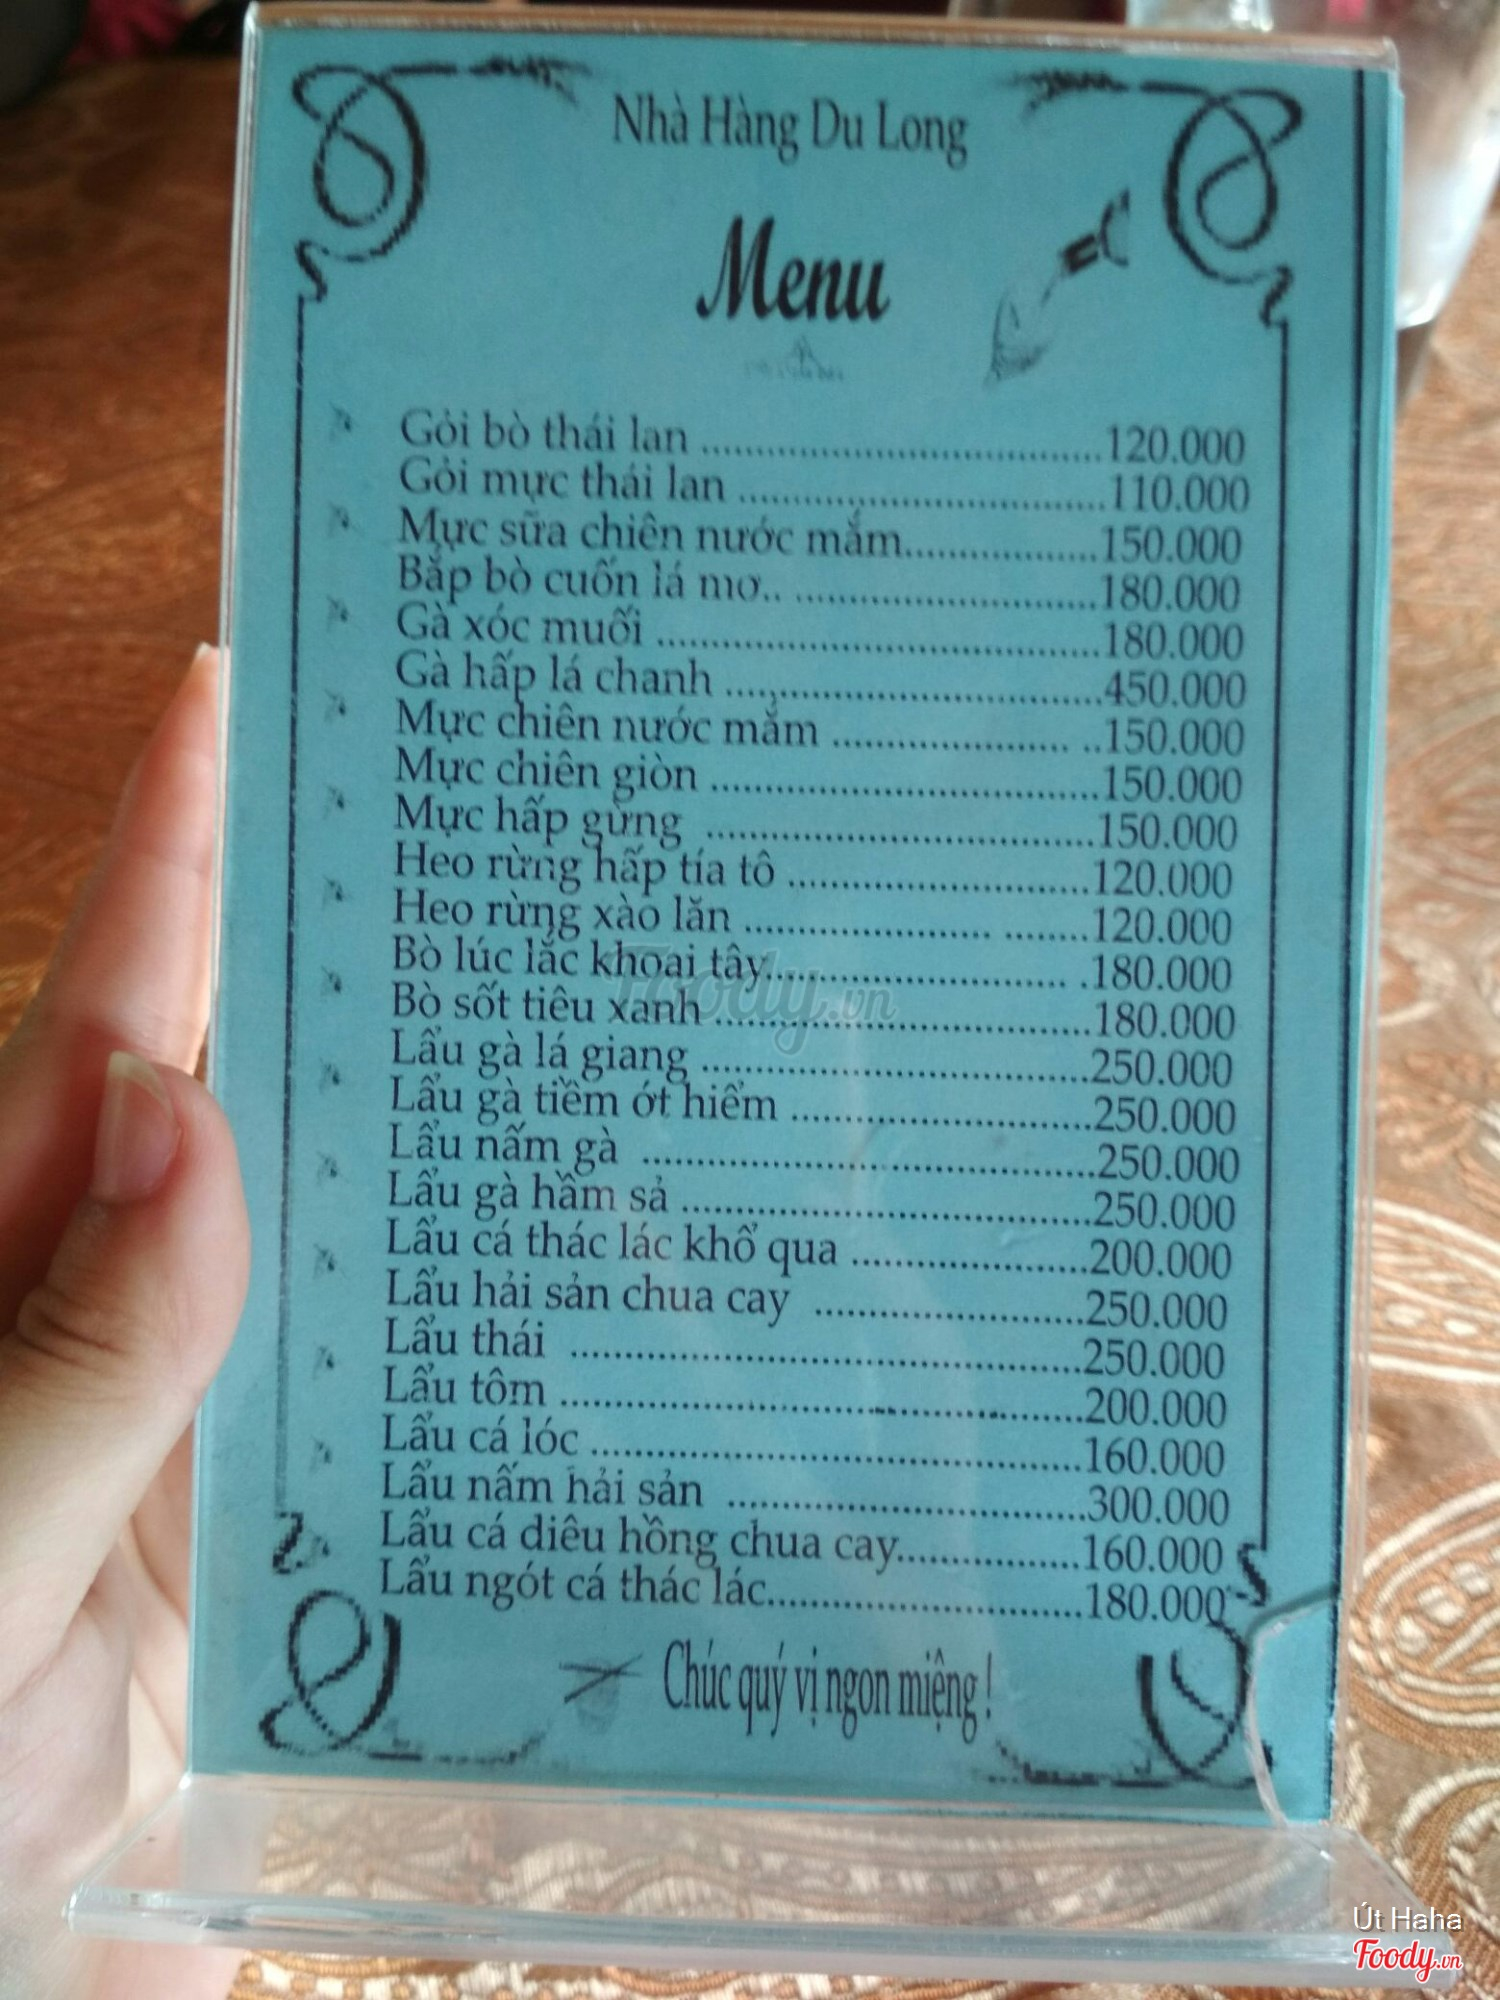 Nhà Hàng Du Long
Menu
Gỏi bò thái lan ........................................120.000
Gỏi mực thái lan ........................................110.000
Mực sữa chiên nước mắm....................150.000
Bắp bò cuốn lá mơ.. ..............................180.000
Gà xóc muối ............................................180.000
Gà hấp lá chanh ......................................450.000
Mực chiên nước mắm ........................ ..150.000
Mực chiên giòn .......................................150.000
Mực hấp gừng .......................................150.000
Heo rừng hấp tía tô ..............................120.000
Heo rừng xào lăn ......................... ........120.000
Bò lúc lắc khoai tây.............................. .180.000
Bò sốt tiêu xanh ......................................180.000
Lẩu gà lá giang .......................................250.000
Lẩu gà tiềm ớt hiểm ..............................250.000
Lẩu nấm gà .............................................250.000
Lẩu gà hầm sả .........................................250.000
Lẩu cá thác lác khổ qua ........................200.000
Lẩu hải sản chua cay ...........................250.000
Lẩu thái ...................................................250.000
Lẩu tôm ....................................................200.000
Lẩu cá lóc .................................................160.000
Lẩu nấm hải sản ....................................300.000
Lẩu cá diêu hồng chua cay..................160.000
Lẩu ngót cá thác lác................................180.000
Chúc quý vị ngon miệng !
Foody.vn
Út Haha
Foody.vn